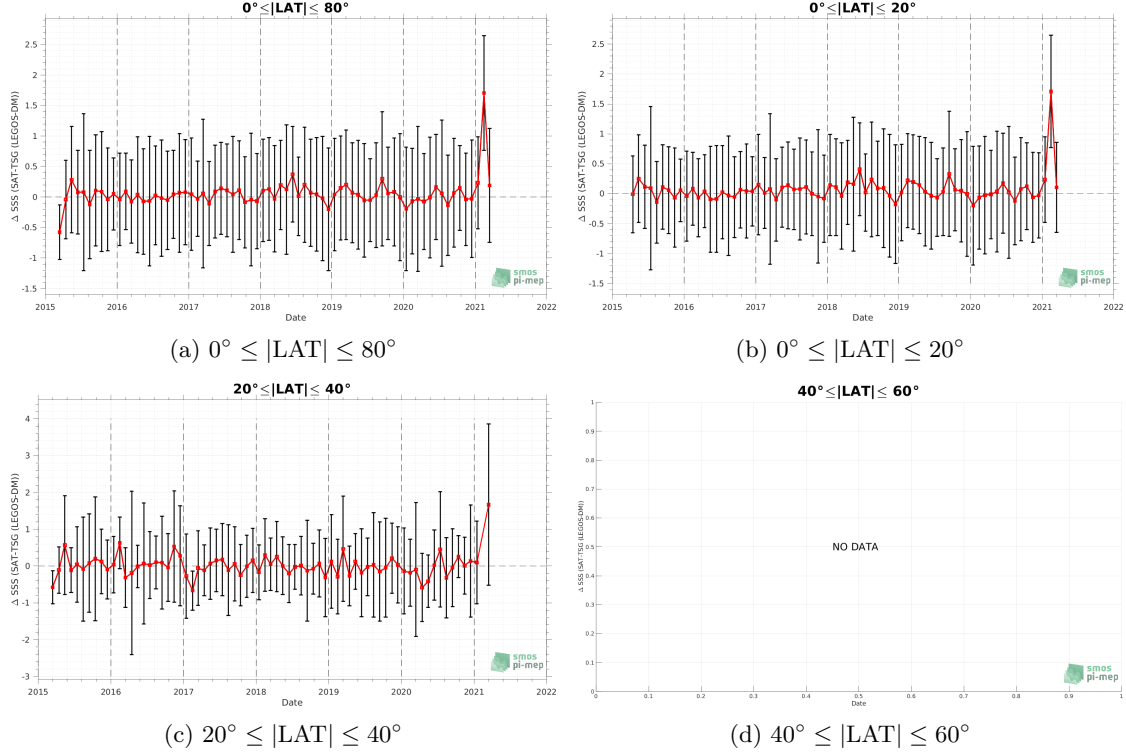 0°≤|LAT|≤ 80°
Δ SSS (SAT-TSG (LEGOS-DM))
2.5
2
1.5
1
0.5
0
-0.5
-1
-1.5
2015 2016 2017 2018 2019 2020 2021 2022
Date
smos
pi-mep
(a) 0° ≤ |LAT| ≤ 80°
0°≤|LAT|≤ 20°
Δ SSS (SAT-TSG (LEGOS-DM))
2.5
2
1.5
1
0.5
0
-0.5
-1
-1.5
2015 2016 2017 2018 2019 2020 2021 2022
Date
smos
pi-mep
(b) 0° ≤ |LAT| ≤ 20°
20°≤|LAT|≤ 40°
Δ SSS (SAT-TSG (LEGOS-DM))
4
3
2
1
0
-1
-2
-3
2015 2016 2017 2018 2019 2020 2021 2022
Date
smos
pi-mep
(c) 20° ≤ |LAT| ≤ 40°
40°≤|LAT|≤ 60°
Δ SSS (SAT-TSG (LEGOS-DM))
1
0.9
0.8
0.7
0.6
0.5
0.4
0.3
0.2
0.1
0
NO DATA
0 0.1 0.2 0.3 0.4 0.5 0.6 0.7 0.8 0.9 1
Date
smos
pi-mep
(d) 40° ≤ |LAT| ≤ 60°